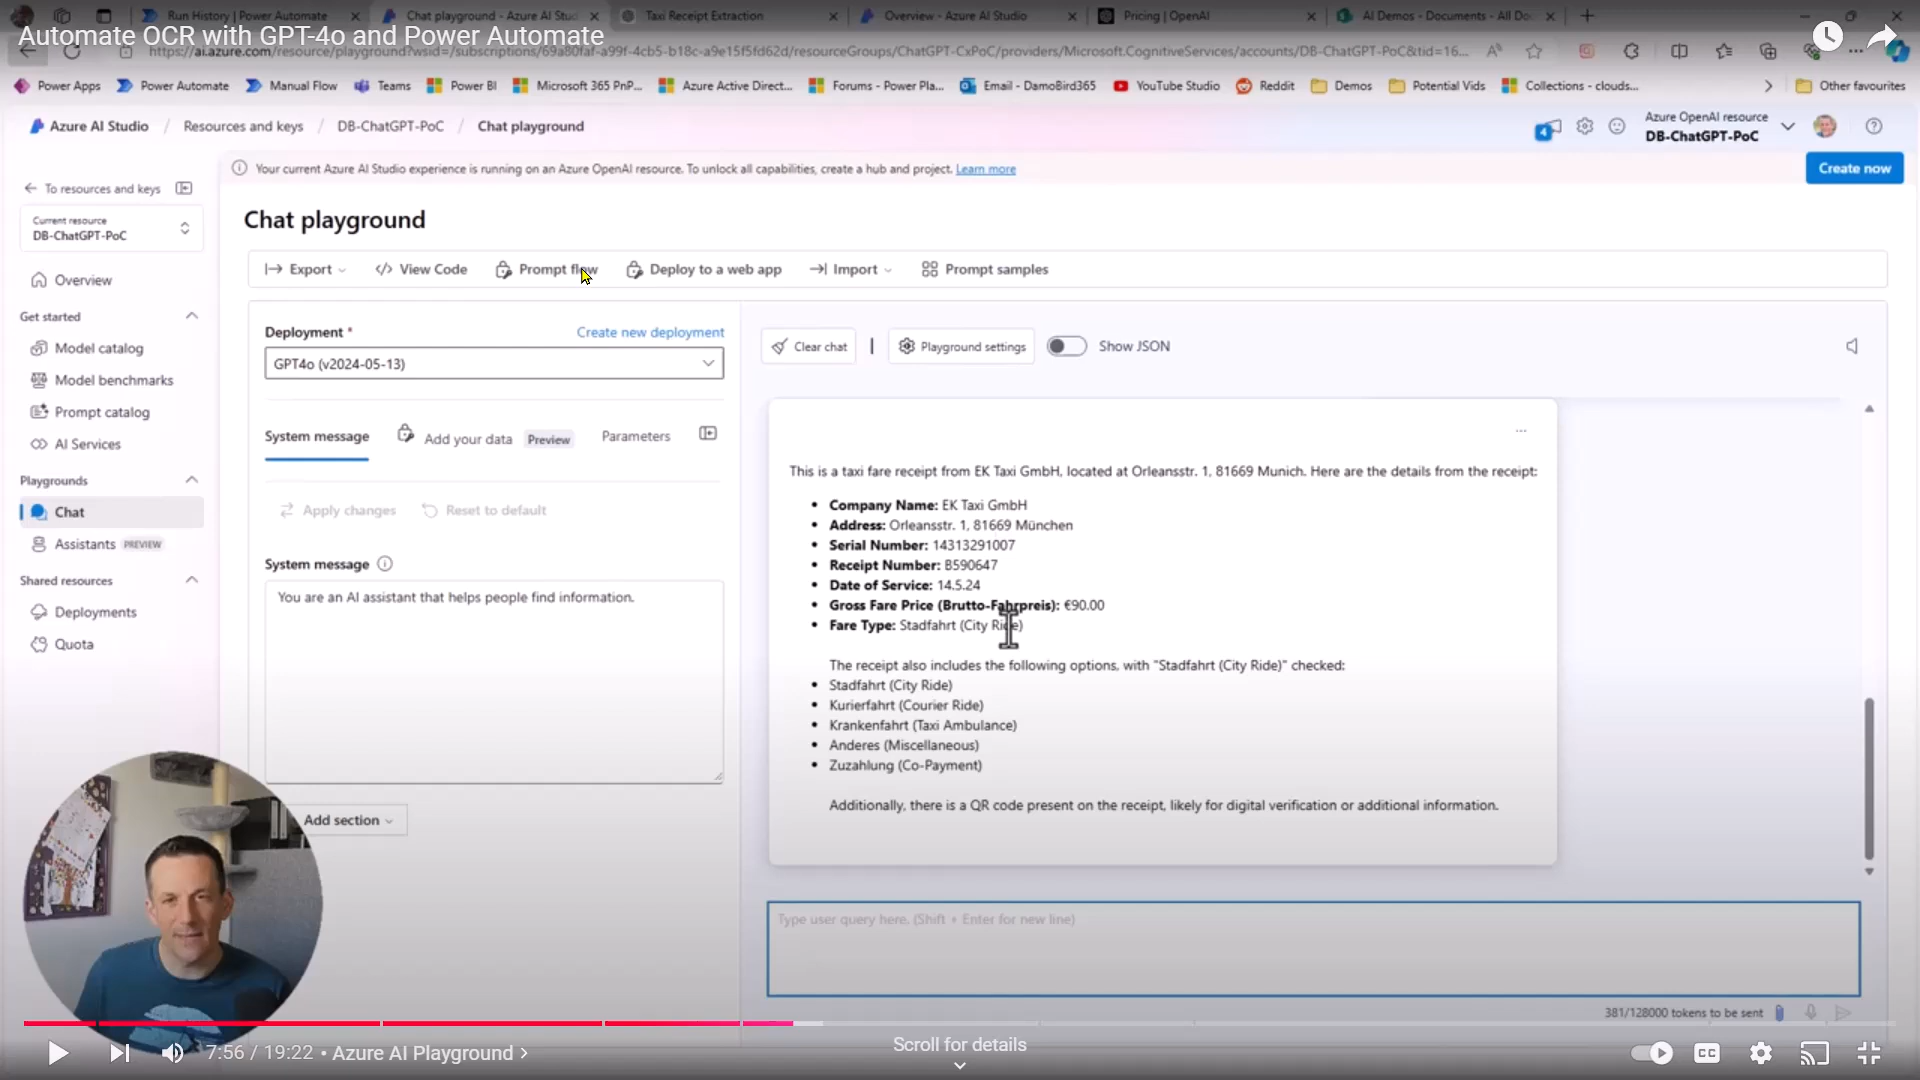 Run History | Power Automate
Chat playground - Azure AI Stud
Taxi Receipt Extraction
Overview - Azure AI Studio
Pricing | OpenAI
AI Demos - Documents - All Do
Automate OCR with GPT-4o and Power Automate
https://ai.azure.com/resource/playground?wsid=/subscriptions/69a80faf-a99f-4cb5-b18c-a9e15f5fd62d/resourceGroups/ChatGPT-CxPoC/providers/Microsoft.CognitiveServices/accounts/DB-ChatGPT-PoC&tid=16...
Power Apps
Power Automate
Manual Flow
Teams
Power BI
Microsoft 365 PnP...
Azure Active Direct...
Forums - Power Pla...
Email - DamoBird365
YouTube Studio
Reddit
Demos
Potential Vids
Collections - clouds...
Other favourites
Azure AI Studio / Resources and keys / DB-ChatGPT-PoC / Chat playground
4
Azure OpenAI resource
DB-ChatGPT-PoC
Your current Azure AI Studio experience is running on an Azure OpenAI resource. To unlock all capabilities, create a hub and project. Learn more
Create now
To resources and keys
Current resource
DB-ChatGPT-PoC
Overview
Get started
Model catalog
Model benchmarks
Prompt catalog
AI Services
Playgrounds
Chat
Assistants PREVIEW
Shared resources
Deployments
Quota
Chat playground
Export
View Code
Prompt flow
Deploy to a web app
Import
Prompt samples
Deployment *
Create new deployment
GPT4o (v2024-05-13)
System message
Add your data Preview
Parameters
Apply changes
Reset to default
System message
You are an AI assistant that helps people find information.
Add section
Clear chat
Playground settings
Show JSON
This is a taxi fare receipt from EK Taxi GmbH, located at Orleansstr. 1, 81669 Munich. Here are the details from the receipt:
• Company Name: EK Taxi GmbH
• Address: Orleansstr. 1, 81669 München
• Serial Number: 14313291007
• Receipt Number: B590647
• Date of Service: 14.5.24
• Gross Fare Price (Brutto-Fahrpreis): €90.00
• Fare Type: Stadfahrt (City Ride)
The receipt also includes the following options, with "Stadfahrt (City Ride)" checked:
• Stadfahrt (City Ride)
• Kurierfahrt (Courier Ride)
• Krankenfahrt (Taxi Ambulance)
• Anderes (Miscellaneous)
• Zuzahlung (Co-Payment)
Additionally, there is a QR code present on the receipt, likely for digital verification or additional information.
Type user query here. (Shift + Enter for new line)
381/128000 tokens to be sent
7:56 / 19:22 • Azure AI Playground >
Scroll for details
CC